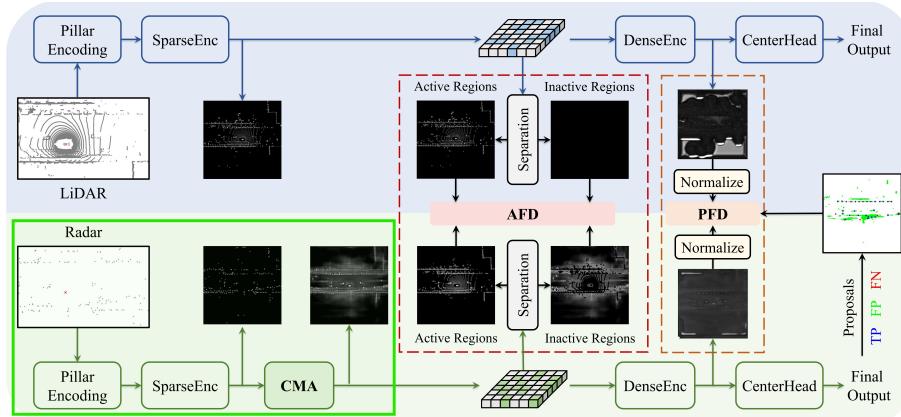 Pillar
Encoding
SparseEnc
DenseEnc
CenterHead
Final
Output
LiDAR
Active Regions
Inactive Regions
Separation
Normalize
AFD
PFD
Normalize
Radar
Separation
Active Regions
Inactive Regions
Proposals
TP FP FN
Pillar
Encoding
SparseEnc
CMA
DenseEnc
CenterHead
Final
Output